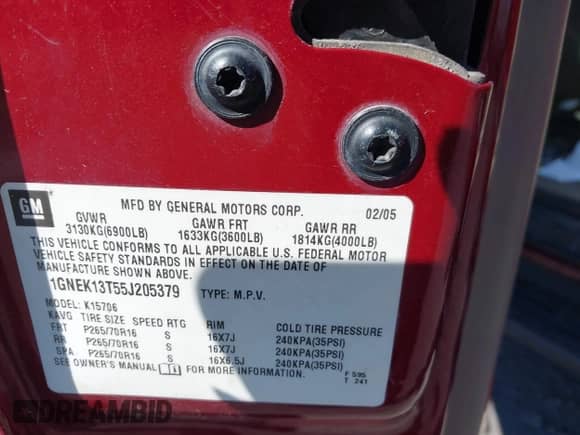 GM MFD BY GENERAL MOTORS CORP. 02/05
GVWR GAWR FRT GAWR RR
3130KG(6900LB) 1633KG(3600LB) 1814KG(4000LB)
THIS VEHICLE CONFORMS TO ALL APPLICABLE U.S. FEDERAL MOTOR
VEHICLE SAFETY STANDARDS IN EFFECT ON THE DATE OF
MANUFACTURE SHOWN ABOVE.
1GNEK13T55J205379 TYPE: M.P.V.
MODEL: K15706
KAVG TIRE SIZE SPEED RTG RIM COLD TIRE PRESSURE
FRT P265/70R16 S 16X7J 240KPA(35PSI)
RR P265/70R16 S 16X7J 240KPA(35PSI)
SPA P265/70R16 S 16X6.5J 240KPA(35PSI)
SEE OWNER'S MANUAL i FOR MORE INFORMATION. F 595
T 241
DREAMBID